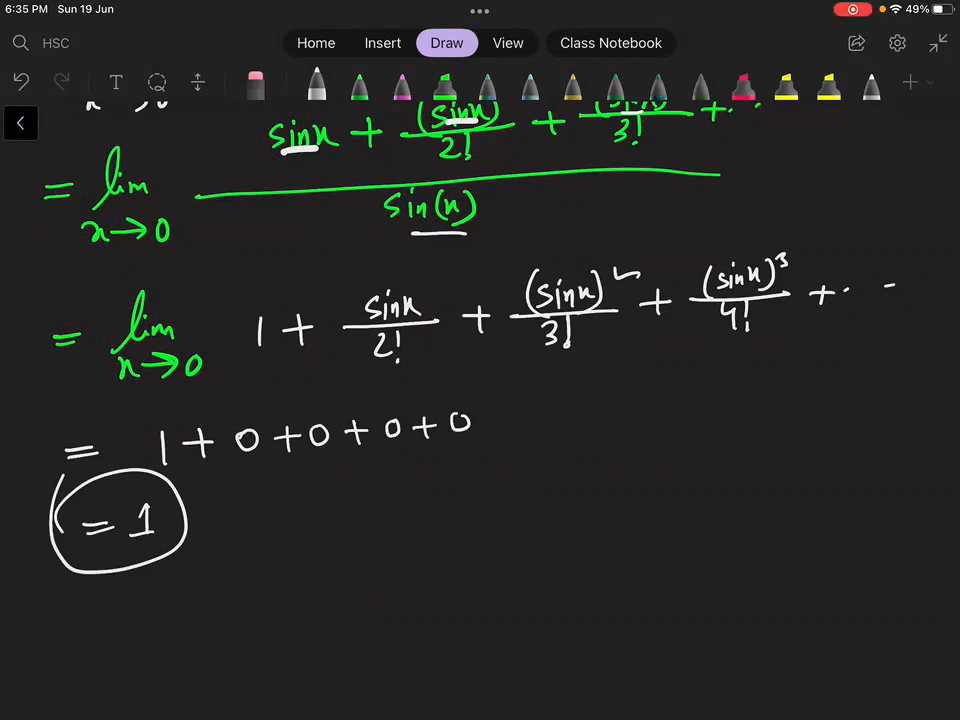 6:35 PM Sun 19 Jun 49%
HSC Home Insert Draw View Class Notebook
T
x→0
= lim x→0 (sinx + (sinx)/2! + (sinx)/3! + ..) / sin(x)
= lim x→0 1 + sinx/2! + (sinx)²/3! + (sinx)³/4! + . . -
= 1 + 0 + 0 + 0 + 0
= 1